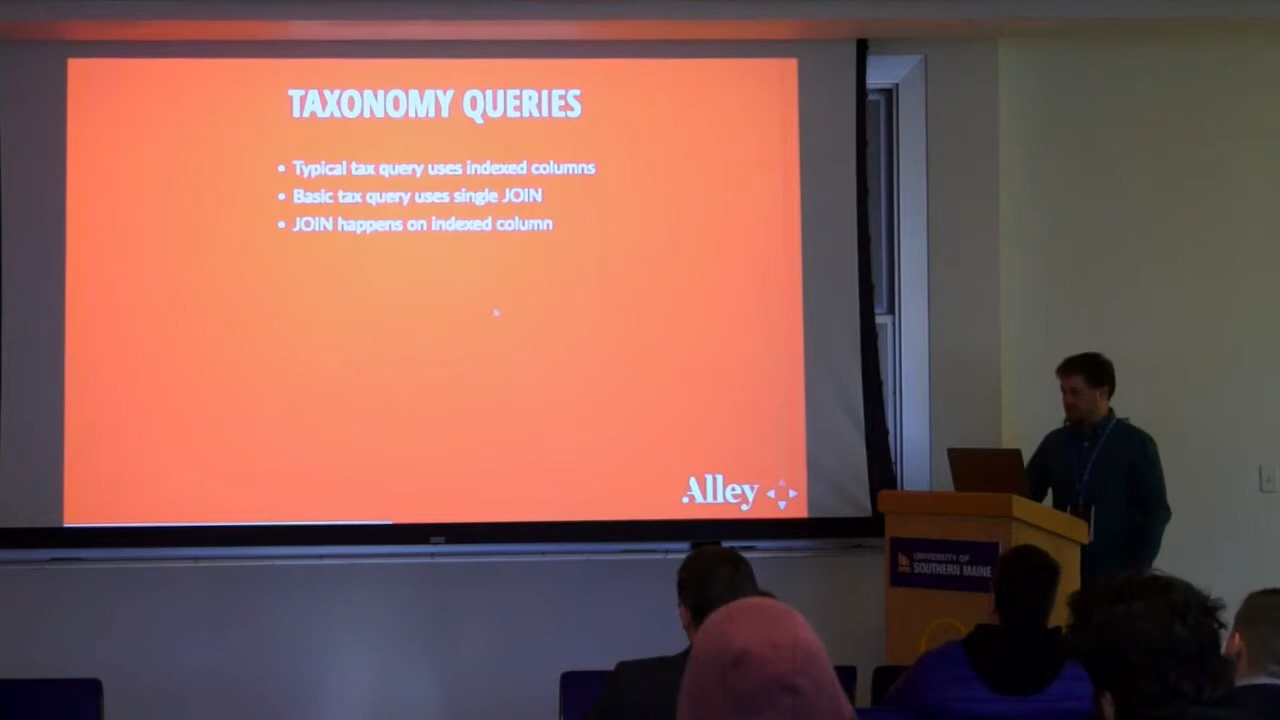 TAXONOMY QUERIES
• Typical tax query uses indexed columns
• Basic tax query uses single JOIN
• JOIN happens on indexed column
Alley
UNIVERSITY OF
SOUTHERN MAINE